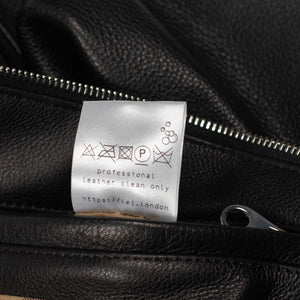 P
professional
leather clean only
https://lej.london